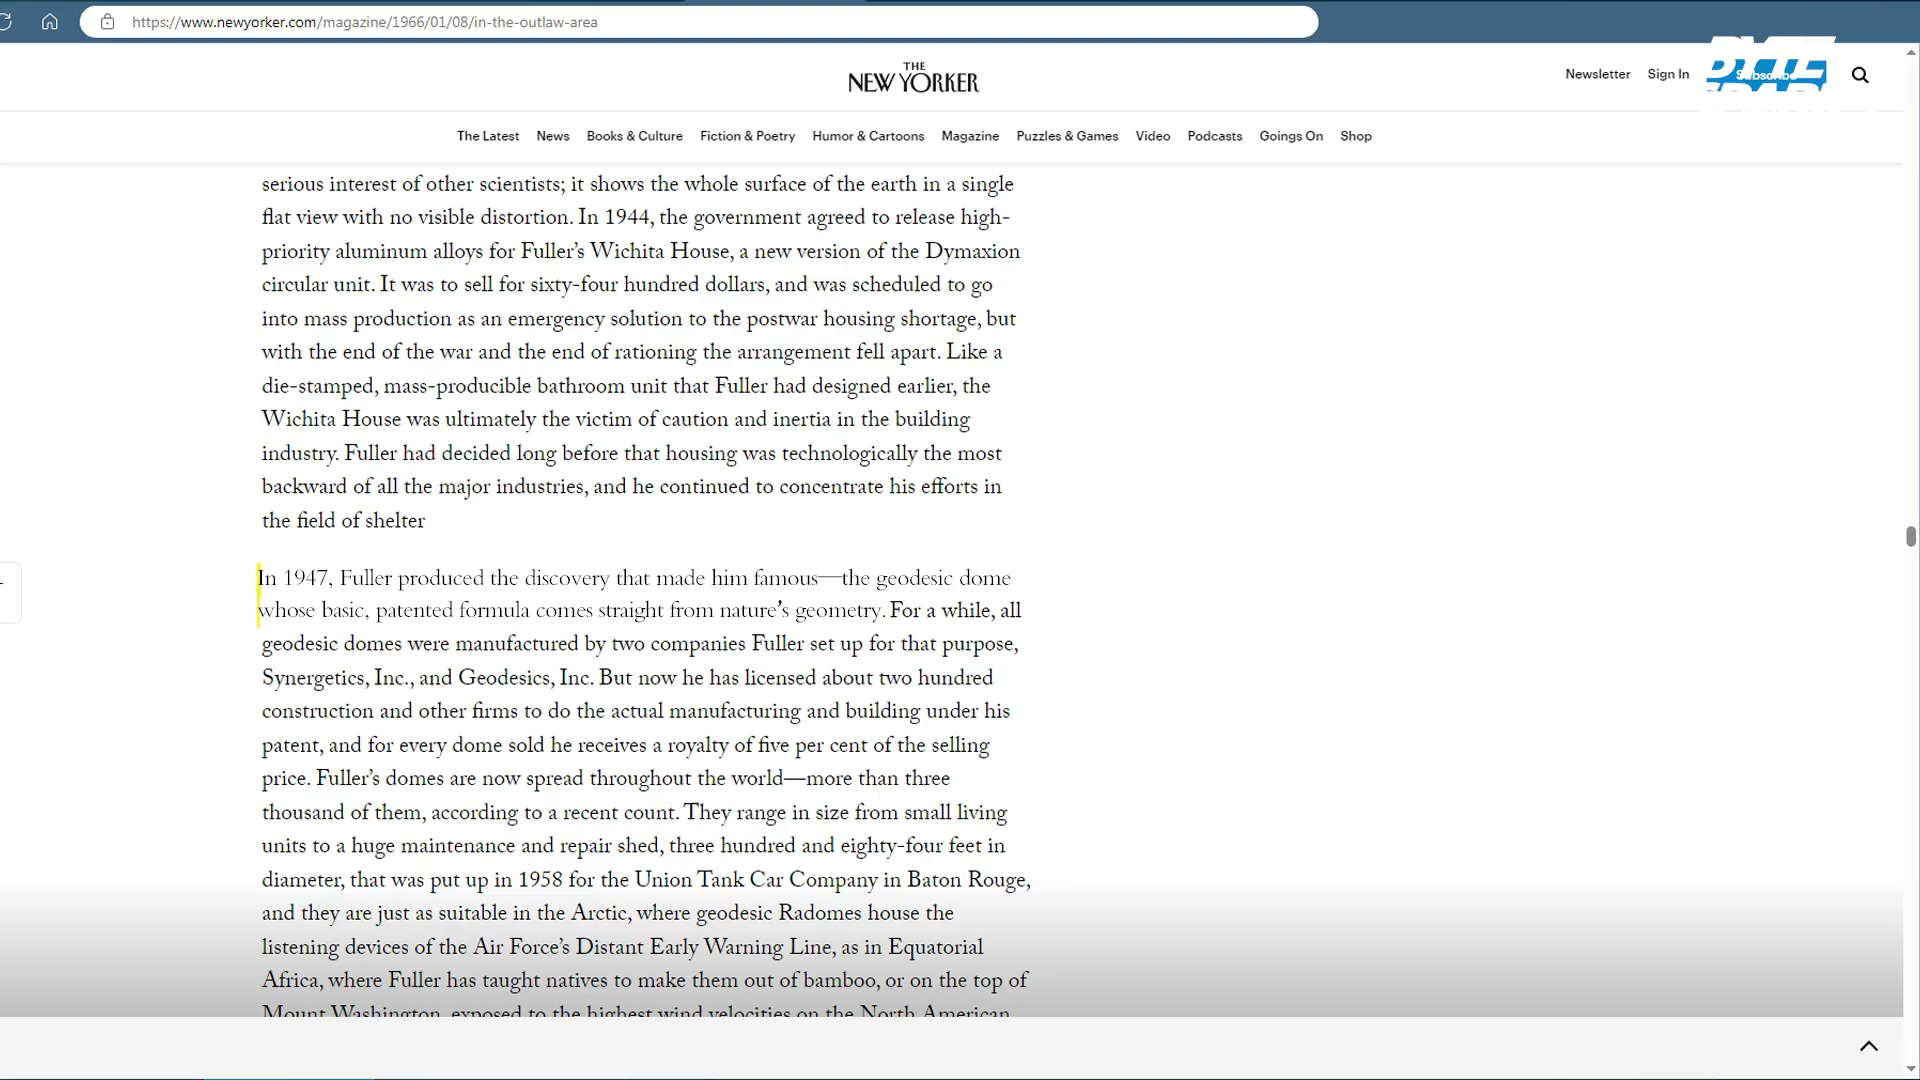 https://www.newyorker.com/magazine/1966/01/08/in-the-outlaw-area
THE
NEW YORKER
Newsletter Sign In Subscribe
BYTE
The Latest News Books & Culture Fiction & Poetry Humor & Cartoons Magazine Puzzles & Games Video Podcasts Goings On Shop
serious interest of other scientists; it shows the whole surface of the earth in a single
flat view with no visible distortion. In 1944, the government agreed to release high-
priority aluminum alloys for Fuller’s Wichita House, a new version of the Dymaxion
circular unit. It was to sell for sixty-four hundred dollars, and was scheduled to go
into mass production as an emergency solution to the postwar housing shortage, but
with the end of the war and the end of rationing the arrangement fell apart. Like a
die-stamped, mass-producible bathroom unit that Fuller had designed earlier, the
Wichita House was ultimately the victim of caution and inertia in the building
industry. Fuller had decided long before that housing was technologically the most
backward of all the major industries, and he continued to concentrate his efforts in
the field of shelter
In 1947, Fuller produced the discovery that made him famous—the geodesic dome
whose basic, patented formula comes straight from nature’s geometry. For a while, all
geodesic domes were manufactured by two companies Fuller set up for that purpose,
Synergetics, Inc., and Geodesics, Inc. But now he has licensed about two hundred
construction and other firms to do the actual manufacturing and building under his
patent, and for every dome sold he receives a royalty of five per cent of the selling
price. Fuller’s domes are now spread throughout the world—more than three
thousand of them, according to a recent count. They range in size from small living
units to a huge maintenance and repair shed, three hundred and eighty-four feet in
diameter, that was put up in 1958 for the Union Tank Car Company in Baton Rouge,
and they are just as suitable in the Arctic, where geodesic Radomes house the
listening devices of the Air Force’s Distant Early Warning Line, as in Equatorial
Africa, where Fuller has taught natives to make them out of bamboo, or on the top of
Mount Washington, exposed to the highest wind velocities on the North American